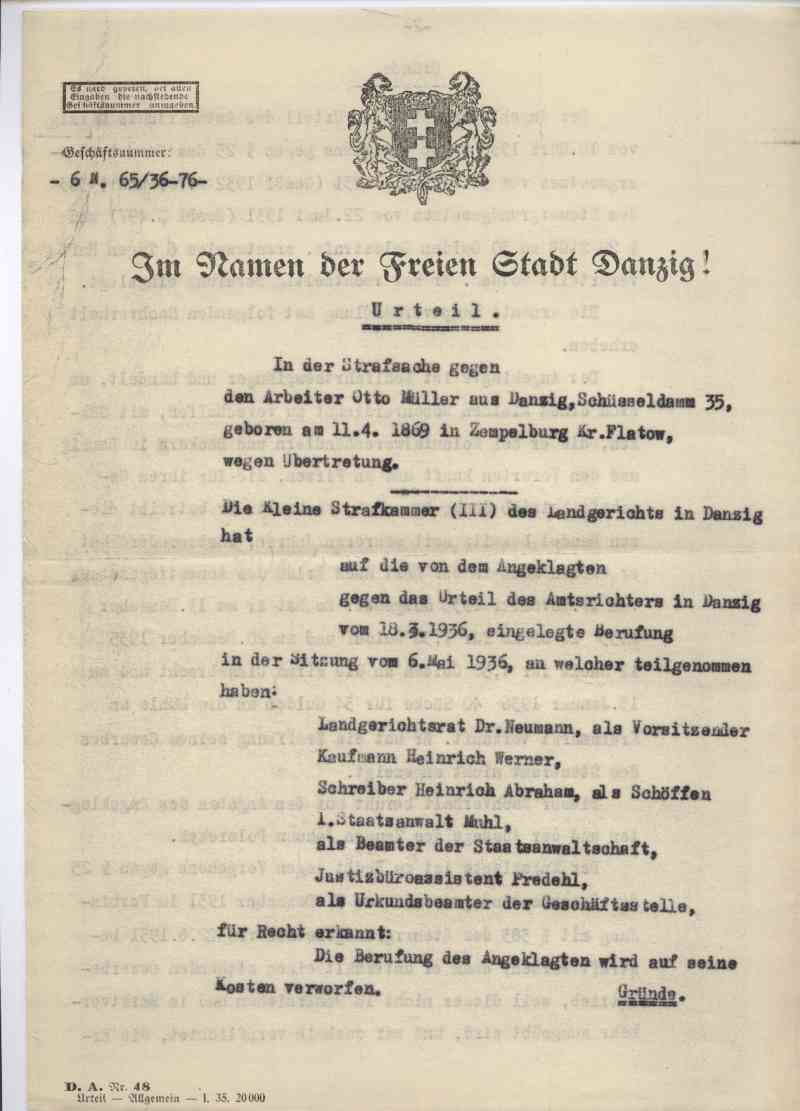 Es wird gebeten, bei allen
Eingaben die nachstehende
Geschäftsnummer anzugeben.
Geschäftsnummer:
- 6 N. 65/36-76-
Im Namen der Freien Stadt Danzig!
Urteil.
In der Strafsache gegen
den Arbeiter Otto Müller aus Danzig, Schüsseldamm 35,
geboren am 11.4. 1869 in Zempelburg Kr.Flatow,
wegen Übertretung.
Die Kleine Strafkammer (III) des Landgerichts in Danzig
hat
auf die von dem Angeklagten
gegen das Urteil des Amtsrichters in Danzig
vom 18.3.1936, eingelegte Berufung
in der Sitzung vom 6.Mai 1936, an welcher teilgenommen
haben:
Landgerichtsrat Dr.Neumann, als Vorsitzender
Kaufmann Heinrich Werner,
Schreiber Heinrich Abraham, als Schöffen
1.Staatsanwalt Muhl,
als Beamter der Staatsanwaltschaft,
Justizbüroassistent Predehl,
als Urkundsbeamter der Geschäftsstelle,
für Recht erkannt:
Die Berufung des Angeklagten wird auf seine
Kosten verworfen.
Gründe.
D. A. Nr. 48
Urteil — Allgemein — 1. 35. 20000